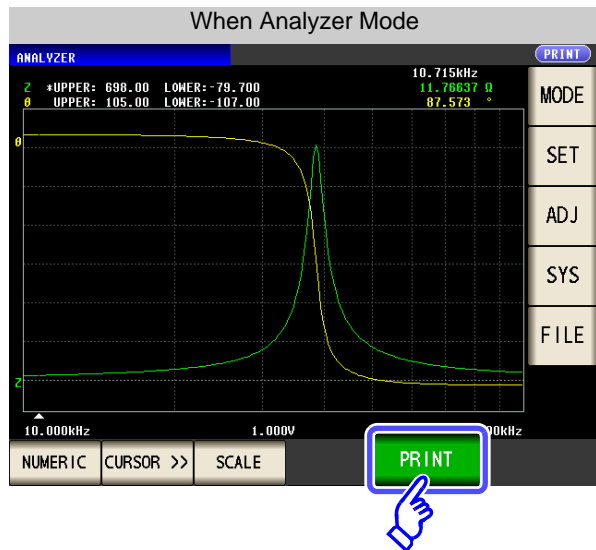 When Analyzer Mode
ANALYZER PRINT
10.715kHz
Z *UPPER: 698.00 LOWER:-79.700 11.76637 Ω
θ UPPER: 105.00 LOWER:-107.00 87.573 °
MODE
θ
SET
ADJ
SYS
FILE
Z
10.000kHz 1.000V 00kHz
NUMERIC CURSOR >> SCALE PRINT